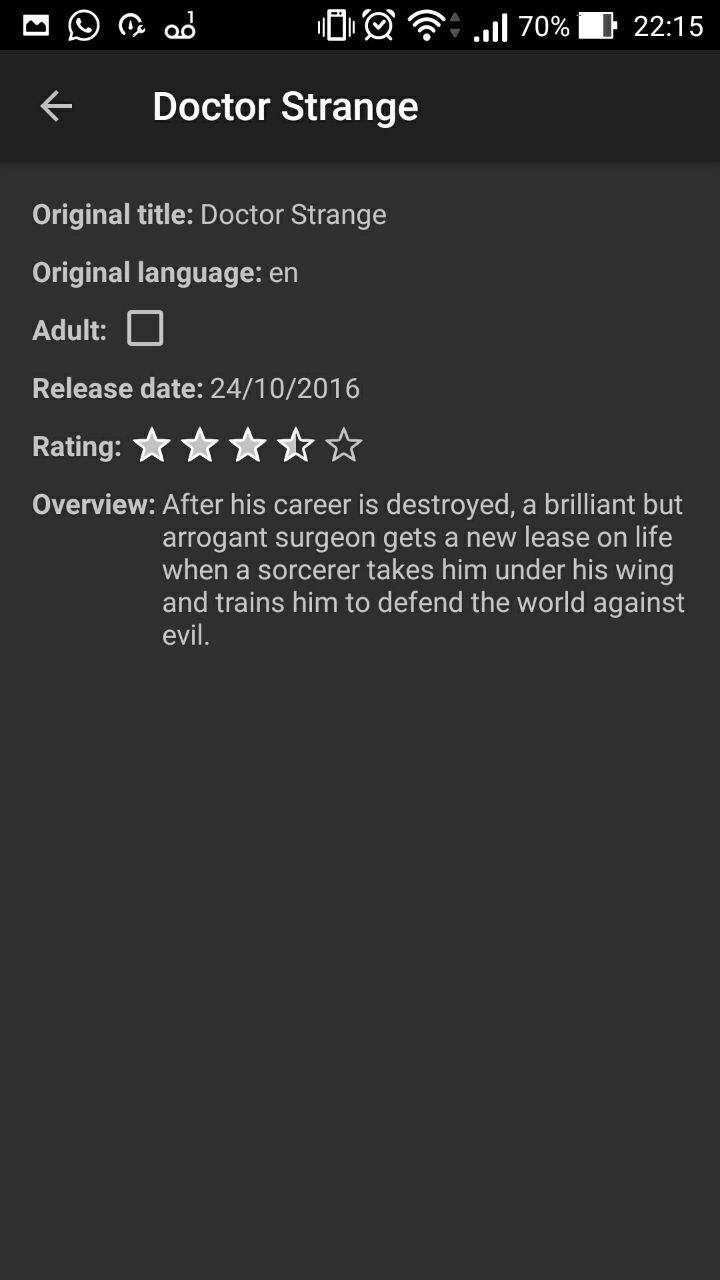 70% 22:15
Doctor Strange
Original title: Doctor Strange
Original language: en
Adult:
Release date: 24/10/2016
Rating:
Overview: After his career is destroyed, a brilliant but
arrogant surgeon gets a new lease on life
when a sorcerer takes him under his wing
and trains him to defend the world against
evil.